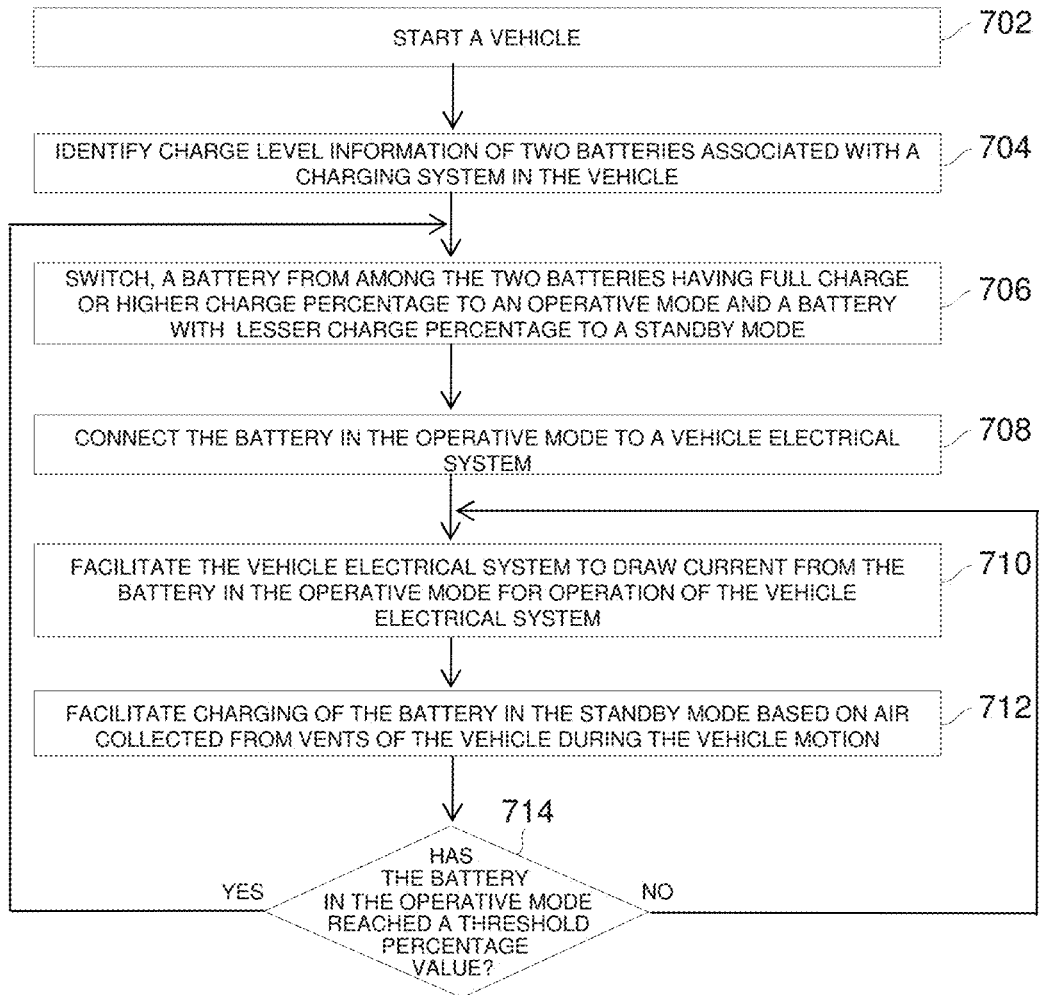 START A VEHICLE
702
IDENTIFY CHARGE LEVEL INFORMATION OF TWO BATTERIES ASSOCIATED WITH A
CHARGING SYSTEM IN THE VEHICLE
704
SWITCH, A BATTERY FROM AMONG THE TWO BATTERIES HAVING FULL CHARGE
OR HIGHER CHARGE PERCENTAGE TO AN OPERATIVE MODE AND A BATTERY
WITH LESSER CHARGE PERCENTAGE TO A STANDBY MODE
706
CONNECT THE BATTERY IN THE OPERATIVE MODE TO A VEHICLE ELECTRICAL
SYSTEM
708
FACILITATE THE VEHICLE ELECTRICAL SYSTEM TO DRAW CURRENT FROM THE
BATTERY IN THE OPERATIVE MODE FOR OPERATION OF THE VEHICLE
ELECTRICAL SYSTEM
710
FACILITATE CHARGING OF THE BATTERY IN THE STANDBY MODE BASED ON AIR
COLLECTED FROM VENTS OF THE VEHICLE DURING THE VEHICLE MOTION
712
714
HAS
THE BATTERY
IN THE OPERATIVE MODE
REACHED A THRESHOLD
PERCENTAGE
VALUE?
YES
NO